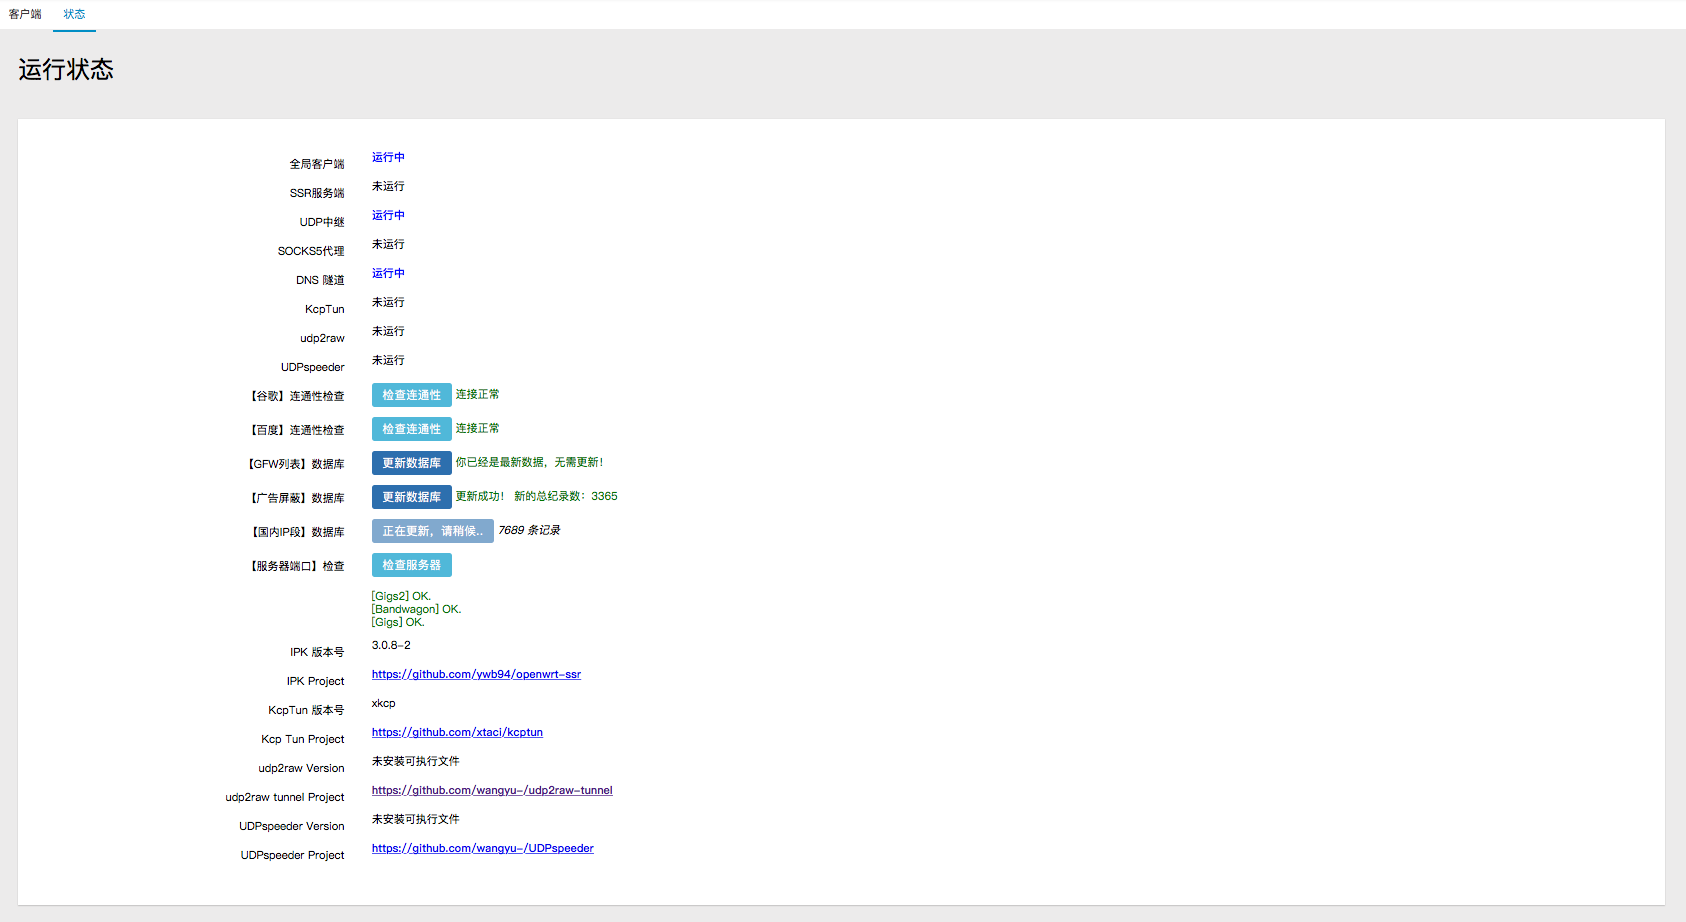 客户端 状态
运行状态
全局客户端 运行中
SSR服务端 未运行
UDP中继 运行中
SOCKS5代理 未运行
DNS 隧道 运行中
KcpTun 未运行
udp2raw 未运行
UDPspeeder 未运行
【谷歌】连通性检查 检查连通性 连接正常
【百度】连通性检查 检查连通性 连接正常
【GFW列表】数据库 更新数据库 你已经是最新数据，无需更新！
【广告屏蔽】数据库 更新数据库 更新成功！ 新的总纪录数：3365
【国内IP段】数据库 正在更新，请稍候.. 7689 条记录
【服务器端口】检查 检查服务器
[Gigs2] OK.
[Bandwagon] OK.
[Gigs] OK.
IPK 版本号 3.0.8-2
IPK Project https://github.com/ywb94/openwrt-ssr
KcpTun 版本号 xkcp
Kcp Tun Project https://github.com/xtaci/kcptun
udp2raw Version 未安装可执行文件
udp2raw tunnel Project https://github.com/wangyu-/udp2raw-tunnel
UDPspeeder Version 未安装可执行文件
UDPspeeder Project https://github.com/wangyu-/UDPspeeder